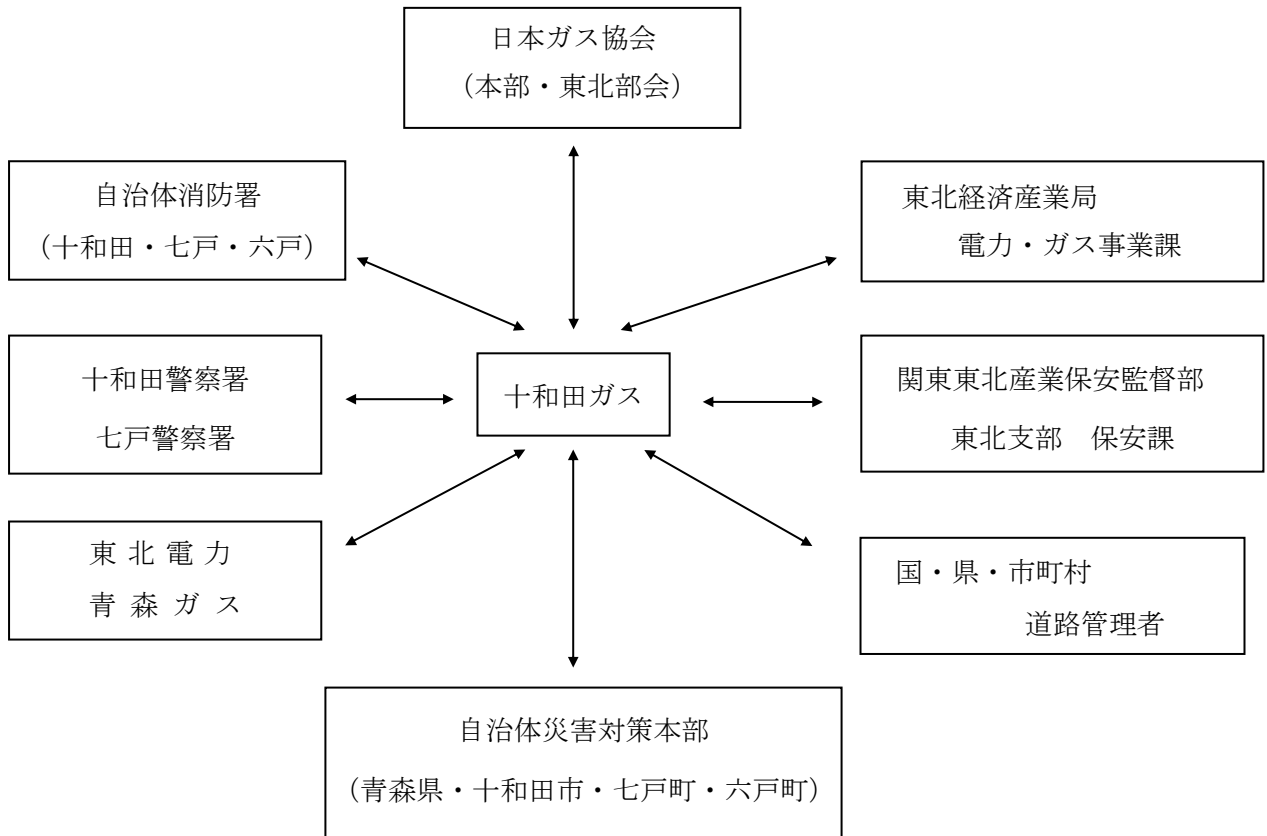 日本ガス協会
（本部・東北部会）
自治体消防署
（十和田・七戸・六戸）
東北経済産業局
電力・ガス事業課
十和田警察署
七戸警察署
十和田ガス
関東東北産業保安監督部
東北支部　保安課
東 北 電 力
青 森 ガ ス
国・県・市町村
道路管理者
自治体災害対策本部
（青森県・十和田市・七戸町・六戸町）